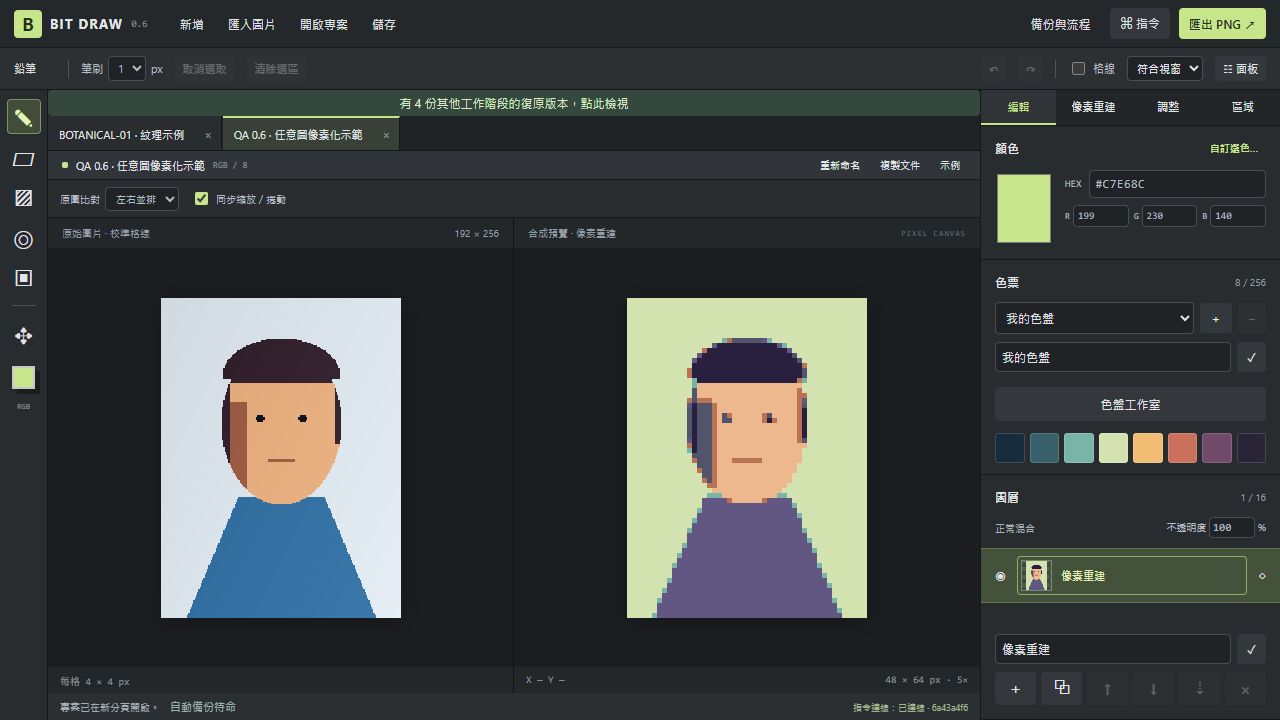 B BIT DRAW 0.6 新增 匯入圖片 開啟專案 儲存 備份與流程 ⌘ 指令 匯出 PNG ↗
鉛筆 筆刷 1 px 取消選取 清除選區 ↶ ↷ 格線 符合視窗 ☷ 面板
有 4 份其他工作階段的復原版本，點此檢視
BOTANICAL-01 · 紋理示例 × QA 0.6 · 任意圖像素化示範 ×
QA 0.6 · 任意圖像素化示範 RGB / 8 重新命名 複製文件 示例
原圖比對 左右並排 同步縮放 / 捲動
原始圖片 · 校準格線 192 × 256
合成預覽 · 像素重建 PIXEL CANVAS
每格 4 × 4 px
X — Y — 48 × 64 px · 5×
專案已在新分頁開啟。 自動備份待命 指令連線：已連線 · 6a43a4f6
RGB
編輯 像素重建 調整 區域
顏色 自訂選色…
HEX #C7E68C
R 199 G 230 B 140
色票 8 / 256
我的色盤 + −
我的色盤 ✓
色盤工作室
圖層 1 / 16
正常混合 不透明度 100 %
◉ 像素重建 ◇
像素重建 ✓
+ ↑ ↓ ⇣ ×